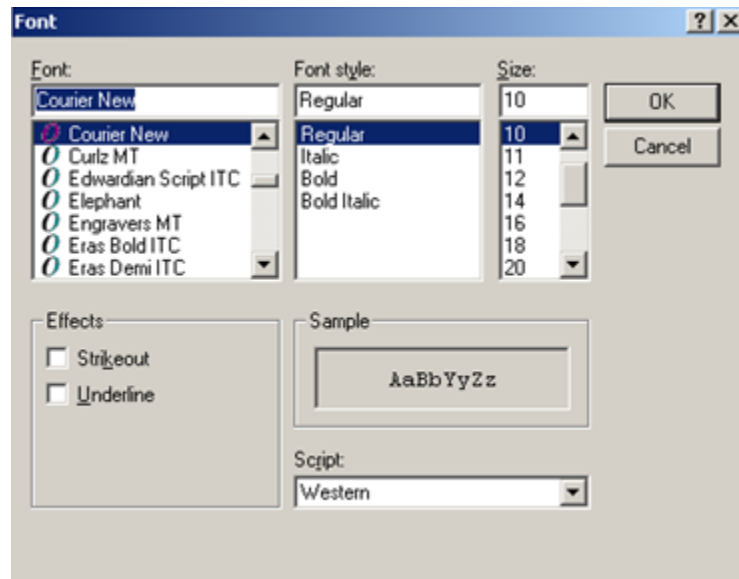 Font
Font: Font style: Size:
Courier New Regular 10 OK
Courier New Regular 10 Cancel
Curlz MT Italic 11
Edwardian Script ITC Bold 12
Elephant Bold Italic 14
Engravers MT 16
Eras Bold ITC 18
Eras Demi ITC 20
Effects Sample
Strikeout
AaBbYyZz
Underline
Script:
Western